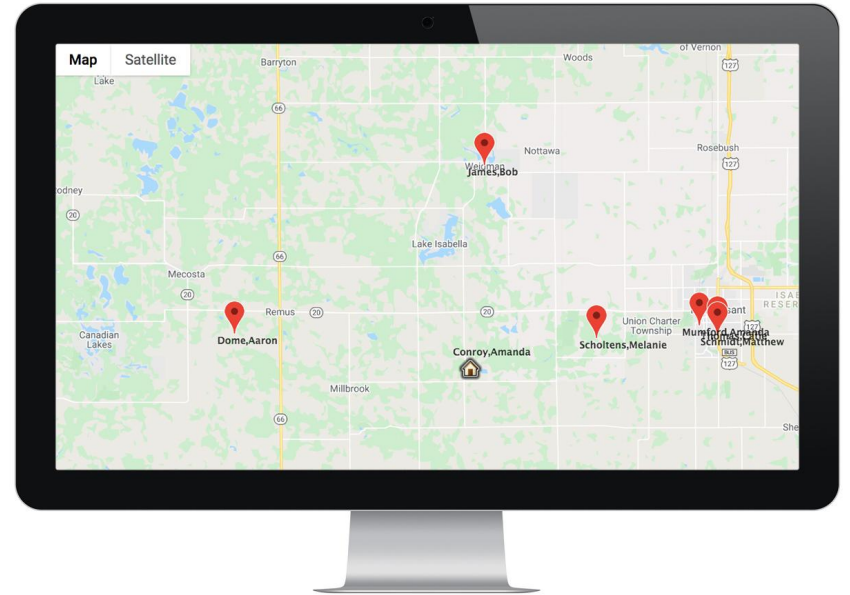 Map
Satellite
of Vernon
Lake
Barryton
Woods
127
66
Nottawa
Rosebush
Weidman
127
James,Bob
20
Lake Isabella
66
Mecosta
20
Remus
20
20
Union Charter
Township
Canadian
Lakes
Dome,Aaron
Scholtens,Melanie
Mumford,Amanda
Schmidt,Matthew
127
BUS
127
Conroy,Amanda
Millbrook
66